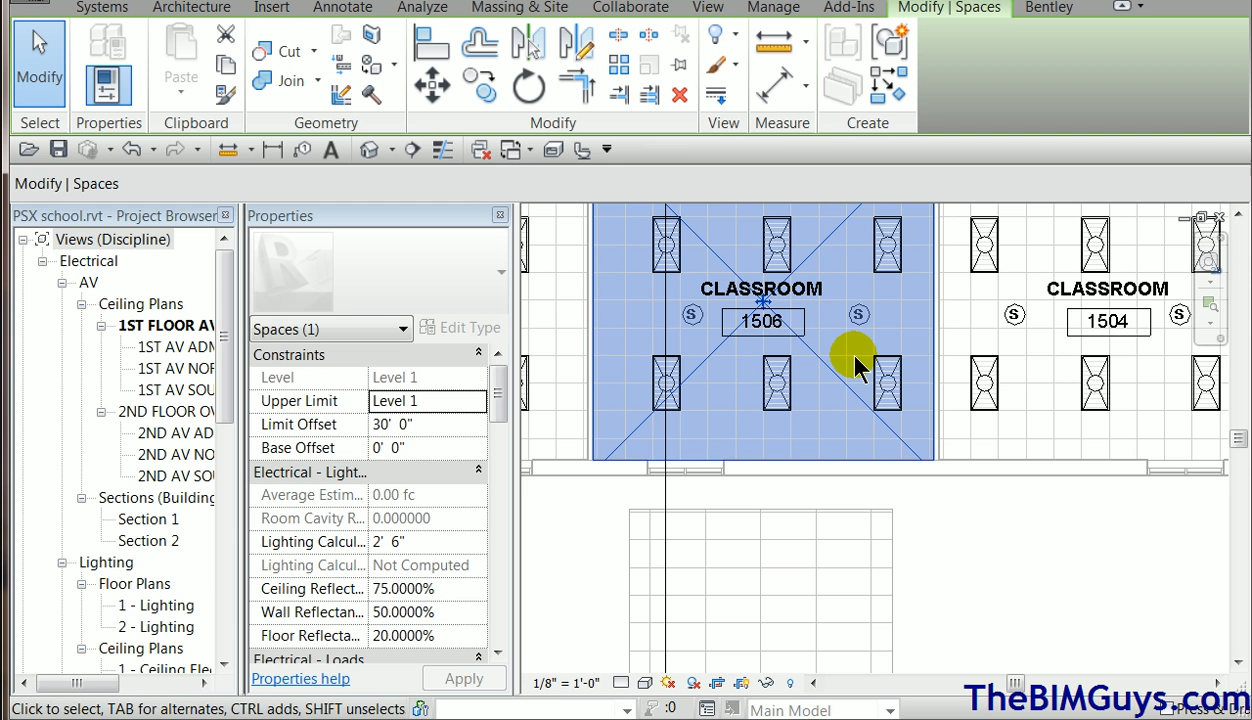 Systems Architecture Insert Annotate Analyze Massing & Site Collaborate View Manage Add-Ins Modify | Spaces Bentley
Cut
Modify Paste Join
Select Properties Clipboard Geometry Modify View Measure Create
A
Modify | Spaces
PSX school.rvt - Project Browser
Views (Discipline)
Electrical
AV
Ceiling Plans
1ST FLOOR AV
1ST AV ADM
1ST AV NOR
1ST AV SOU
2ND FLOOR OV
2ND AV AD
2ND AV NO
2ND AV SO
Sections (Building
Section 1
Section 2
Lighting
Floor Plans
1 - Lighting
2 - Lighting
Ceiling Plans
1 - Ceiling Elec
Properties
Spaces (1)
Edit Type
Constraints
Level Level 1
Upper Limit Level 1
Limit Offset 30' 0"
Base Offset 0' 0"
Electrical - Light...
Average Estim... 0.00 fc
Room Cavity R... 0.000000
Lighting Calcul... 2' 6"
Lighting Calcul... Not Computed
Ceiling Reflect... 75.0000%
Wall Reflectan... 50.0000%
Floor Reflecta... 20.0000%
Electrical - Loads
Properties help Apply
CLASSROOM
S 1506 S
CLASSROOM
S 1504 S
1/8" = 1'-0"
TheBIMGuys.com
Click to select, TAB for alternates, CTRL adds, SHIFT unselects. :0 Main Model Press & Dra